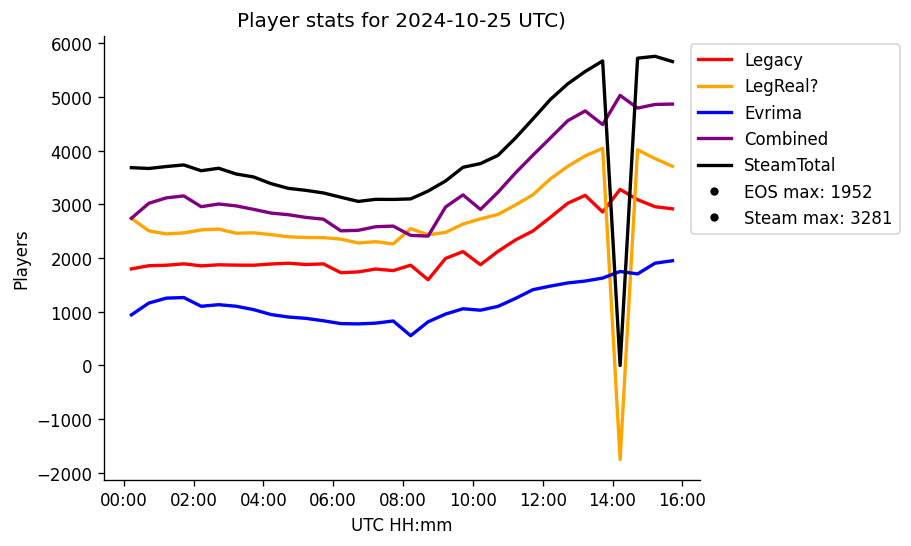 Player stats for 2024-10-25 UTC)
6000
5000
4000
3000
2000
1000
0
−1000
−2000
Players
00:00 02:00 04:00 06:00 08:00 10:00 12:00 14:00 16:00
UTC HH:mm
Legacy
LegReal?
Evrima
Combined
SteamTotal
EOS max: 1952
Steam max: 3281